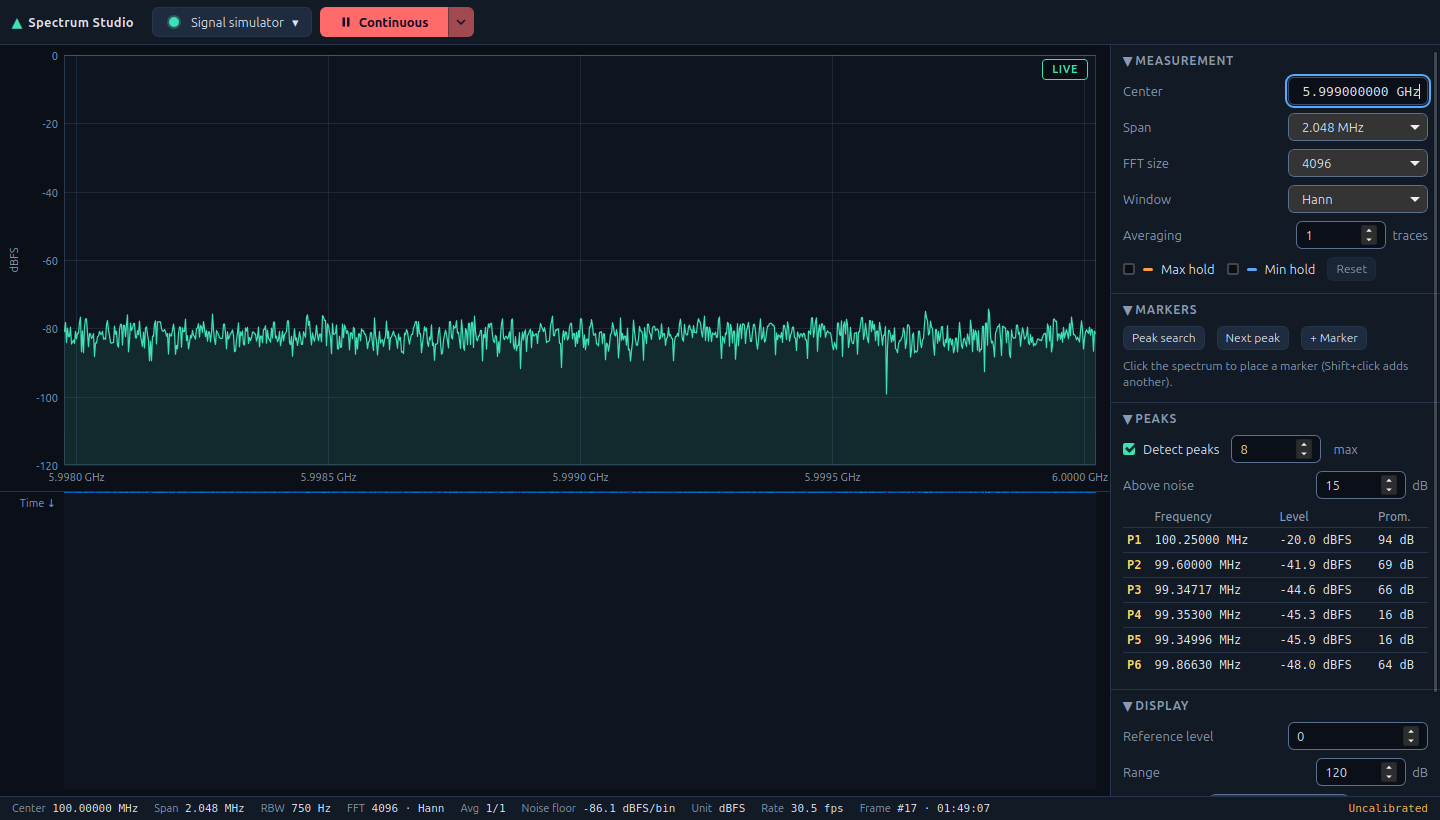 ▲ Spectrum Studio
Signal simulator ▾
Continuous
0
-20
-40
-60
-80
-100
-120
dBFS
LIVE
5.9980 GHz 5.9985 GHz 5.9990 GHz 5.9995 GHz 6.0000 GHz
Time ↓
▼ MEASUREMENT
Center 5.999000000 GHz
Span 2.048 MHz
FFT size 4096
Window Hann
Averaging 1 traces
Max hold Min hold Reset
▼ MARKERS
Peak search Next peak + Marker
Click the spectrum to place a marker (Shift+click adds
another).
▼ PEAKS
Detect peaks 8 max
Above noise 15 dB
Frequency Level Prom.
P1 100.25000 MHz -20.0 dBFS 94 dB
P2 99.60000 MHz -41.9 dBFS 69 dB
P3 99.34717 MHz -44.6 dBFS 66 dB
P4 99.35300 MHz -45.3 dBFS 16 dB
P5 99.34996 MHz -45.9 dBFS 16 dB
P6 99.86630 MHz -48.0 dBFS 64 dB
▼ DISPLAY
Reference level 0
Range 120 dB
Center 100.00000 MHz Span 2.048 MHz RBW 750 Hz FFT 4096 · Hann Avg 1/1 Noise floor -86.1 dBFS/bin Unit dBFS Rate 30.5 fps Frame #17 · 01:49:07 Uncalibrated